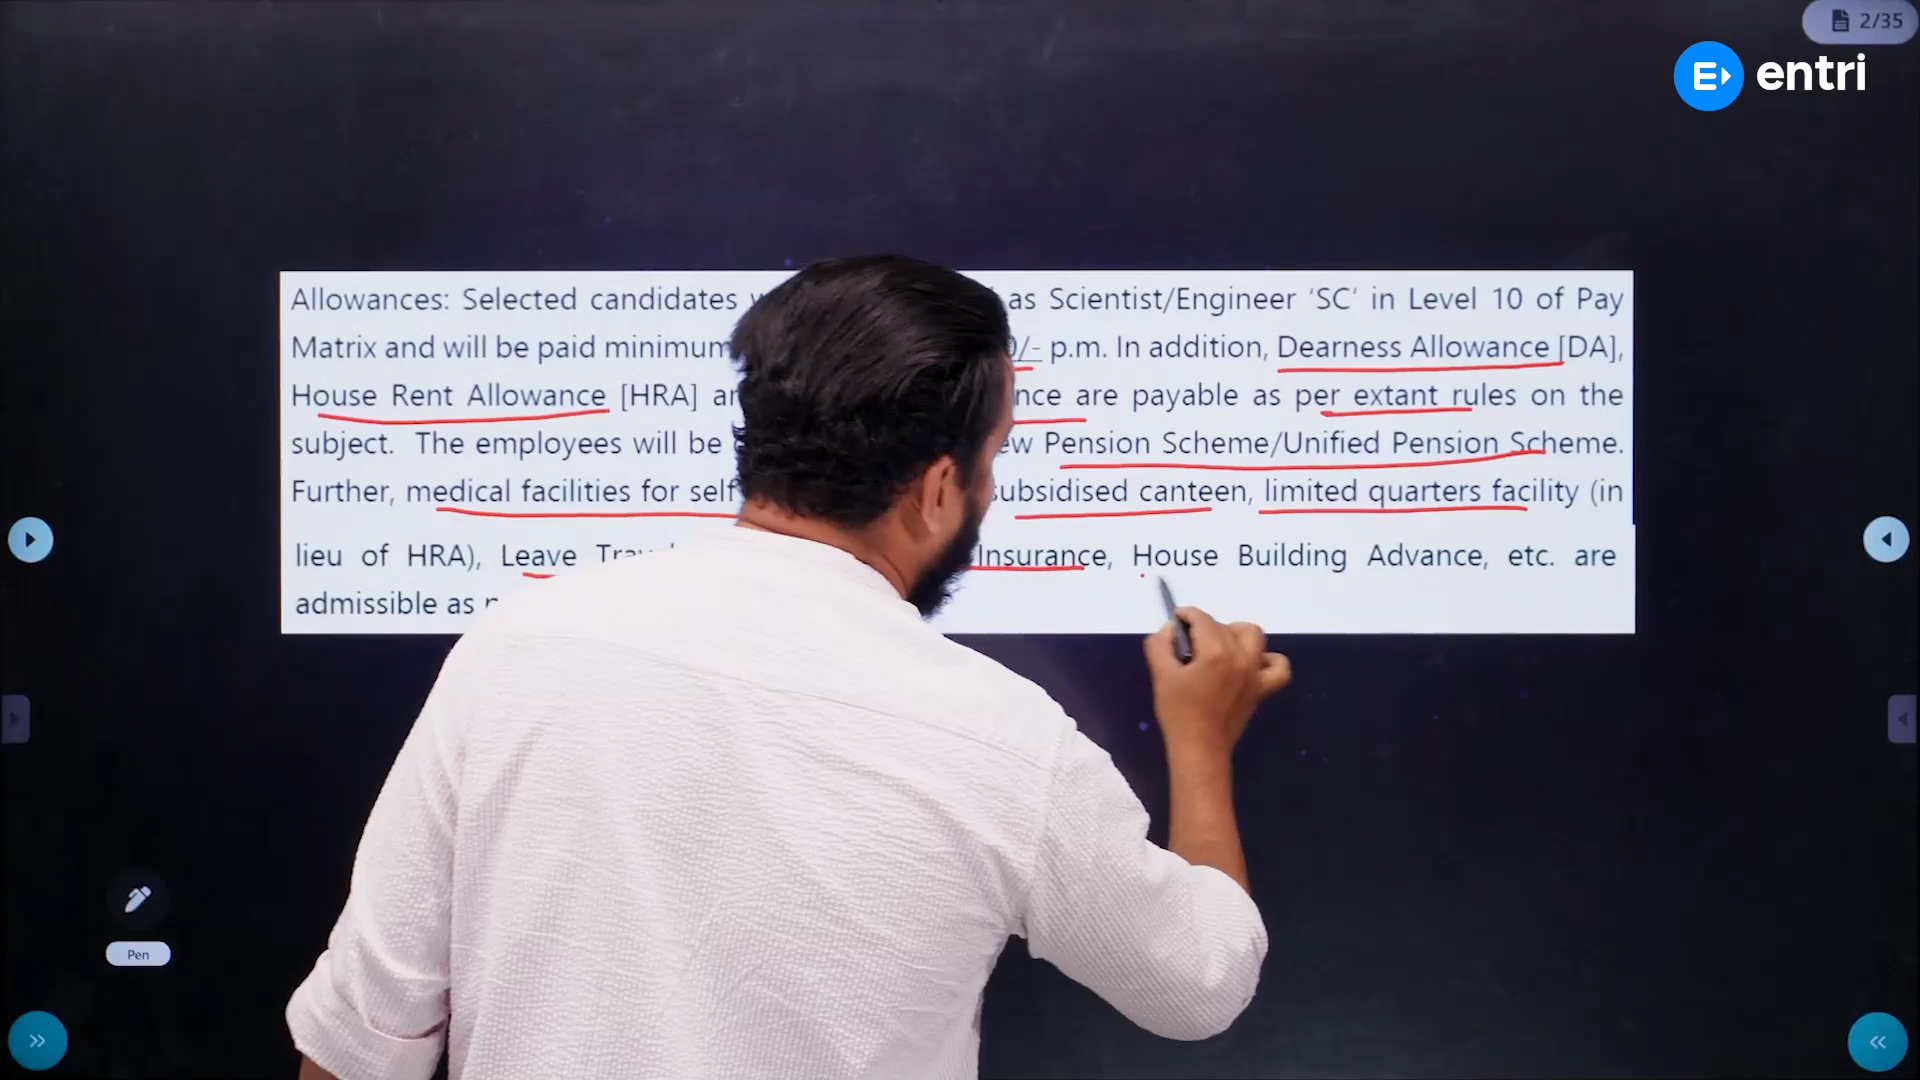 2/35
entri
Allowances: Selected candidates as Scientist/Engineer ‘SC’ in Level 10 of Pay
Matrix and will be paid minimum /- p.m. In addition, Dearness Allowance [DA],
House Rent Allowance [HRA] are payable as per extant rules on the
subject. The employees will be Pension Scheme/Unified Pension Scheme.
Further, medical facilities for self subsidised canteen, limited quarters facility (in
lieu of HRA), Leave Insurance, House Building Advance, etc. are
admissible as
Pen